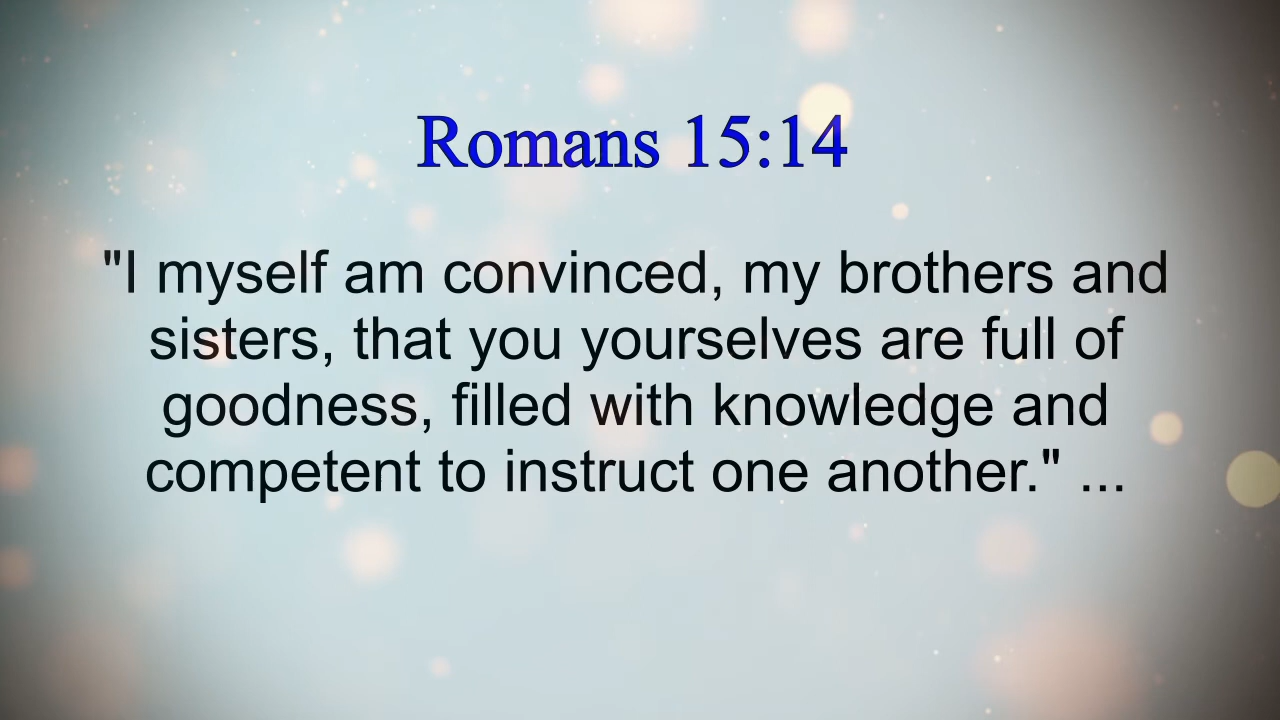 Romans 15:14
"I myself am convinced, my brothers and
sisters, that you yourselves are full of
goodness, filled with knowledge and
competent to instruct one another." ...